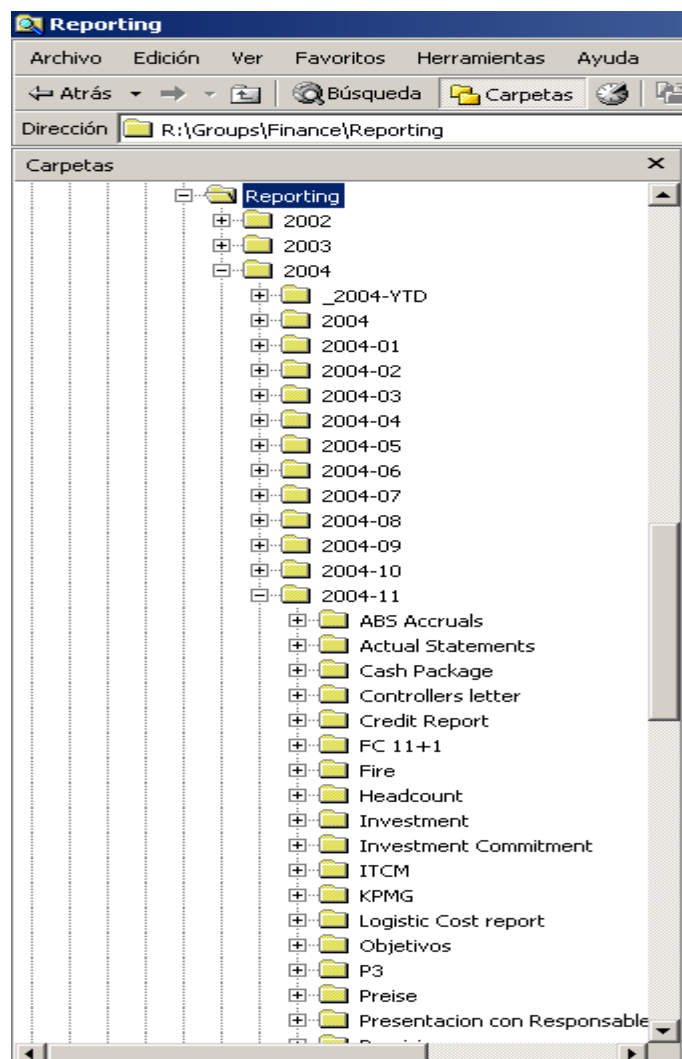 Reporting
Archivo Edición Ver Favoritos Herramientas Ayuda
Atrás Búsqueda Carpetas
Dirección R:\Groups\Finance\Reporting
Carpetas
Reporting
2002
2003
2004
_2004-YTD
2004
2004-01
2004-02
2004-03
2004-04
2004-05
2004-06
2004-07
2004-08
2004-09
2004-10
2004-11
ABS Accruals
Actual Statements
Cash Package
Controllers letter
Credit Report
FC 11+1
Fire
Headcount
Investment
Investment Commitment
ITCM
KPMG
Logistic Cost report
Objetivos
P3
Preise
Presentacion con Responsable